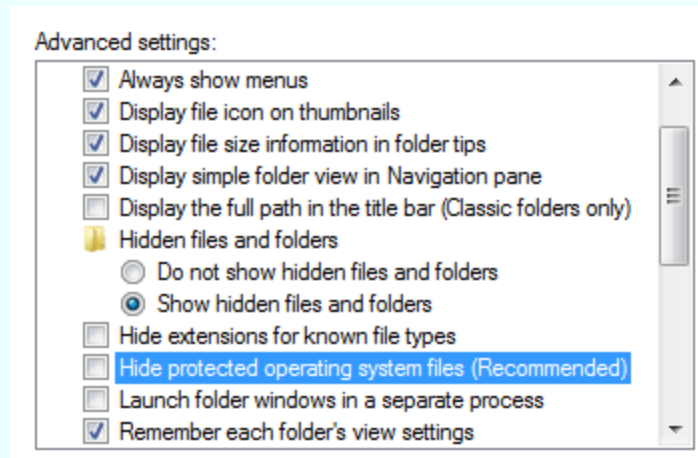 Advanced settings:
Always show menus
Display file icon on thumbnails
Display file size information in folder tips
Display simple folder view in Navigation pane
Display the full path in the title bar (Classic folders only)
Hidden files and folders
Do not show hidden files and folders
Show hidden files and folders
Hide extensions for known file types
Hide protected operating system files (Recommended)
Launch folder windows in a separate process
Remember each folder's view settings